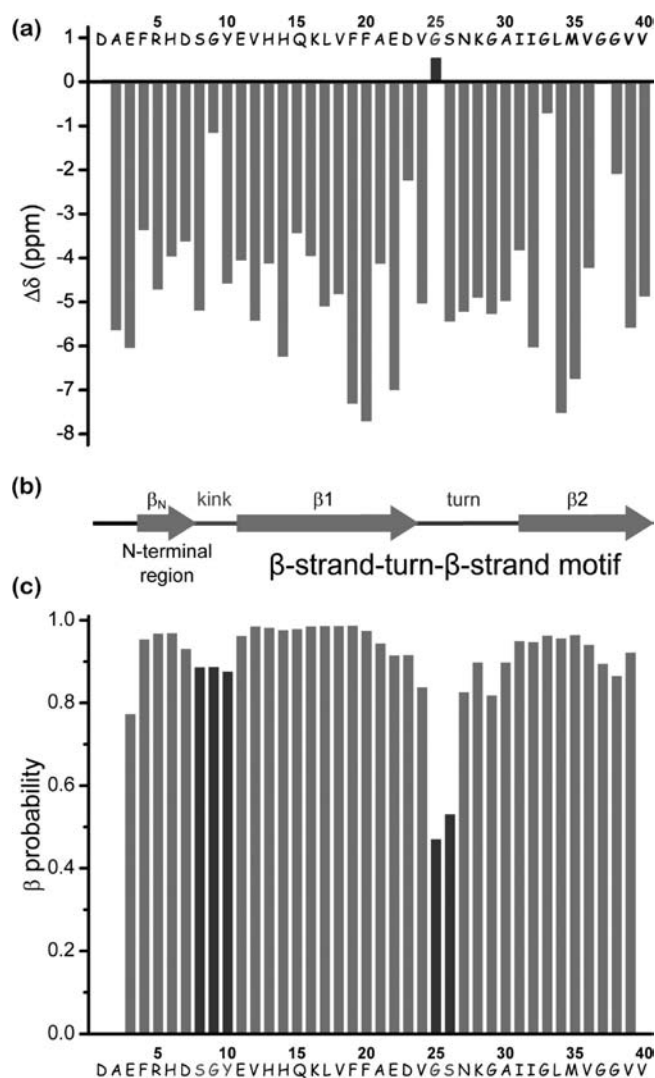 (a)
5 10 15 20 25 30 35 40
DAEFRHDSGYEVHHQKLVFFAEDVGSNKGAIIGLMVGGVV
1
0
-1
-2
-3
-4
-5
-6
-7
-8
Δδ (ppm)
(b)
βN kink β1 turn β2
N-terminal
region
β-strand-turn-β-strand motif
(c)
1.0
0.8
0.6
0.4
0.2
0.0
β probability
5 10 15 20 25 30 35 40
DAEFRHDSGYEVHHQKLVFFAEDVGSNKGAIIGLMVGGVV